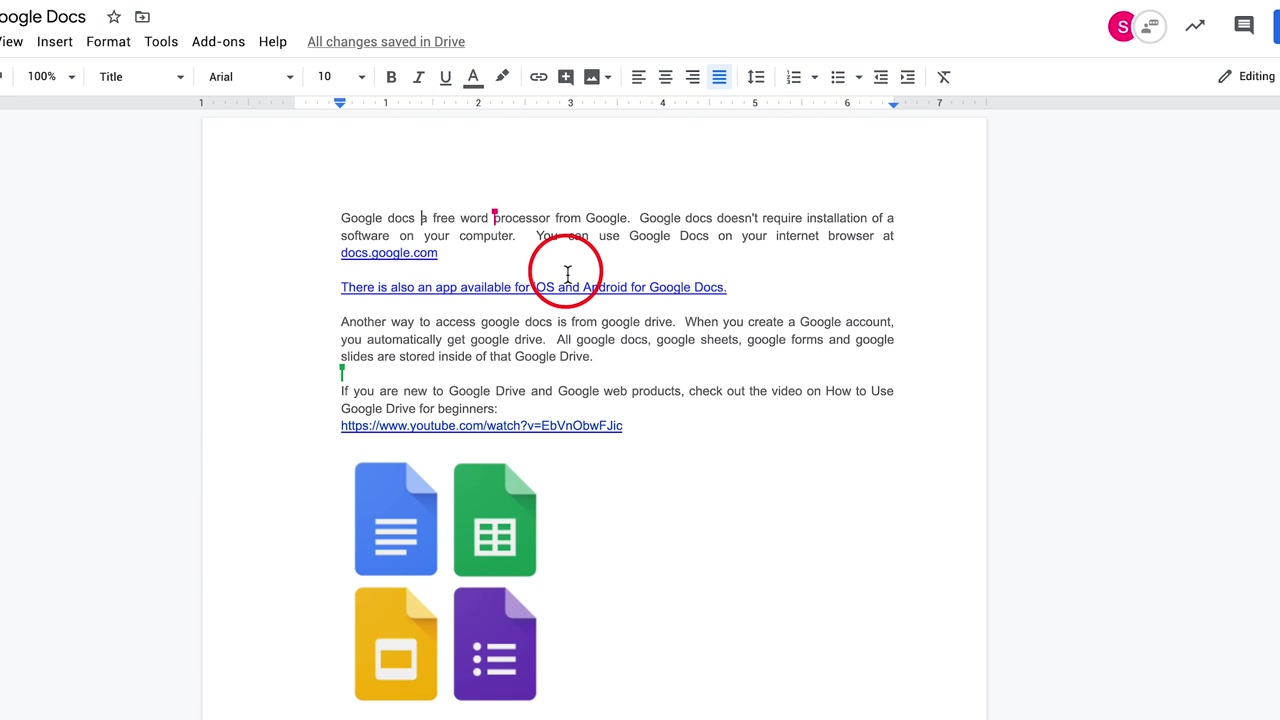 oogle Docs
S
View Insert Format Tools Add-ons Help All changes saved in Drive
100% Title Arial 10 B I U A Editing
1 1 2 3 4 5 6 7
Google docs a free word processor from Google. Google docs doesn't require installation of a
software on your computer. You can use Google Docs on your internet browser at
docs.google.com
There is also an app available for iOS and Android for Google Docs.
Another way to access google docs is from google drive. When you create a Google account,
you automatically get google drive. All google docs, google sheets, google forms and google
slides are stored inside of that Google Drive.
If you are new to Google Drive and Google web products, check out the video on How to Use
Google Drive for beginners:
https://www.youtube.com/watch?v=EbVnObwFJic